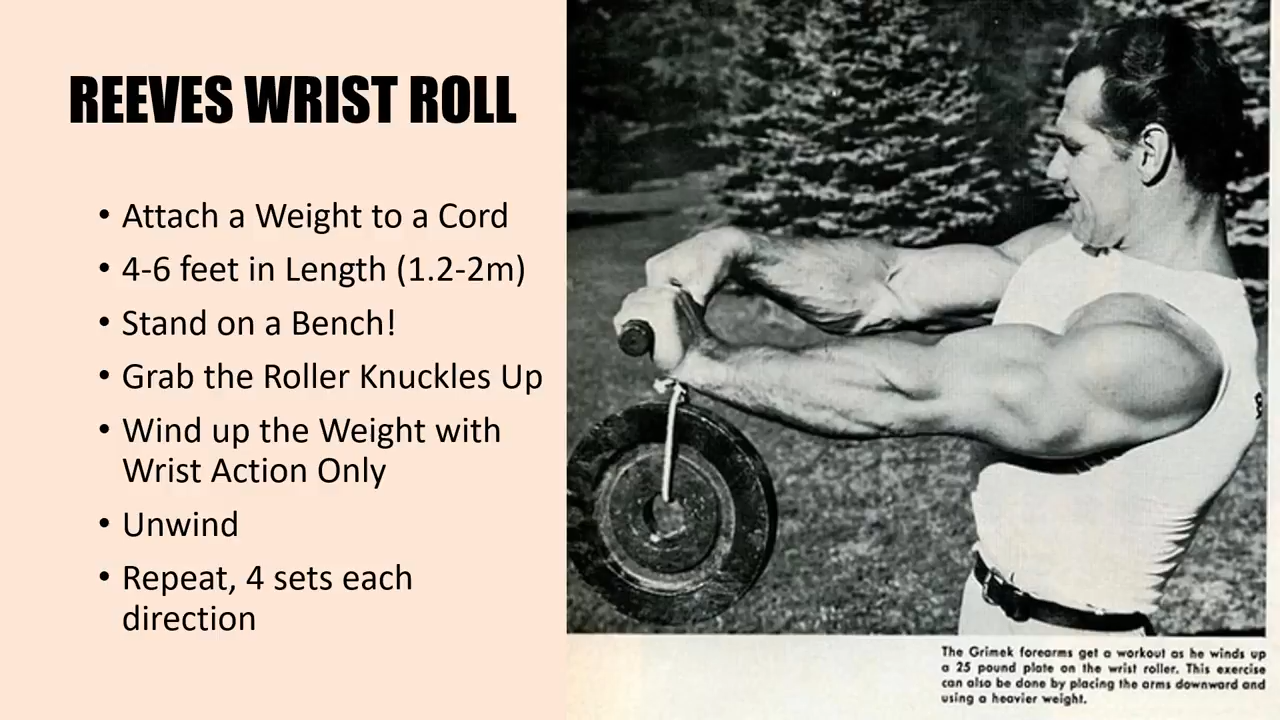 REEVES WRIST ROLL
• Attach a Weight to a Cord
• 4-6 feet in Length (1.2-2m)
• Stand on a Bench!
• Grab the Roller Knuckles Up
• Wind up the Weight with
Wrist Action Only
• Unwind
• Repeat, 4 sets each
direction
The Grimek forearms get a workout as he winds up
a 25 pound plate on the wrist roller. This exercise
can also be done by placing the arms downward and
using a heavier weight.